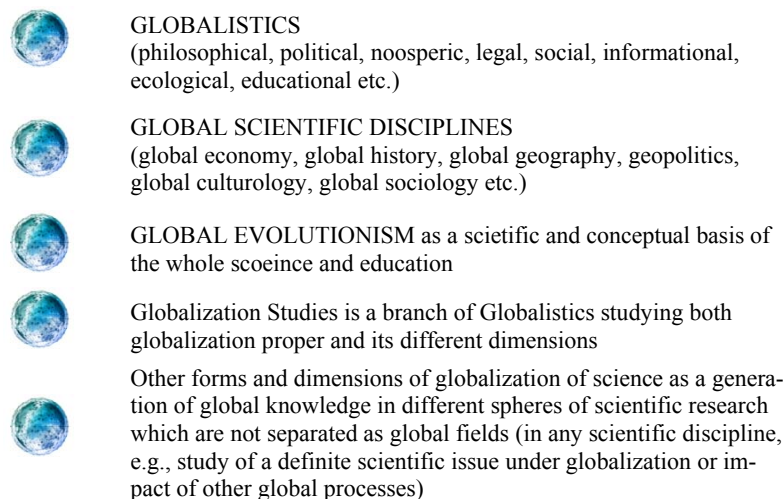 GLOBALISTICS
(philosophical, political, noosperic, legal, social, informational,
ecological, educational etc.)
GLOBAL SCIENTIFIC DISCIPLINES
(global economy, global history, global geography, geopolitics,
global culturology, global sociology etc.)
GLOBAL EVOLUTIONISM as a scietific and conceptual basis of
the whole scoeince and education
Globalization Studies is a branch of Globalistics studying both
globalization proper and its different dimensions
Other forms and dimensions of globalization of science as a genera-
tion of global knowledge in different spheres of scientific research
which are not separated as global fields (in any scientific discipline,
e.g., study of a definite scientific issue under globalization or im-
pact of other global processes)